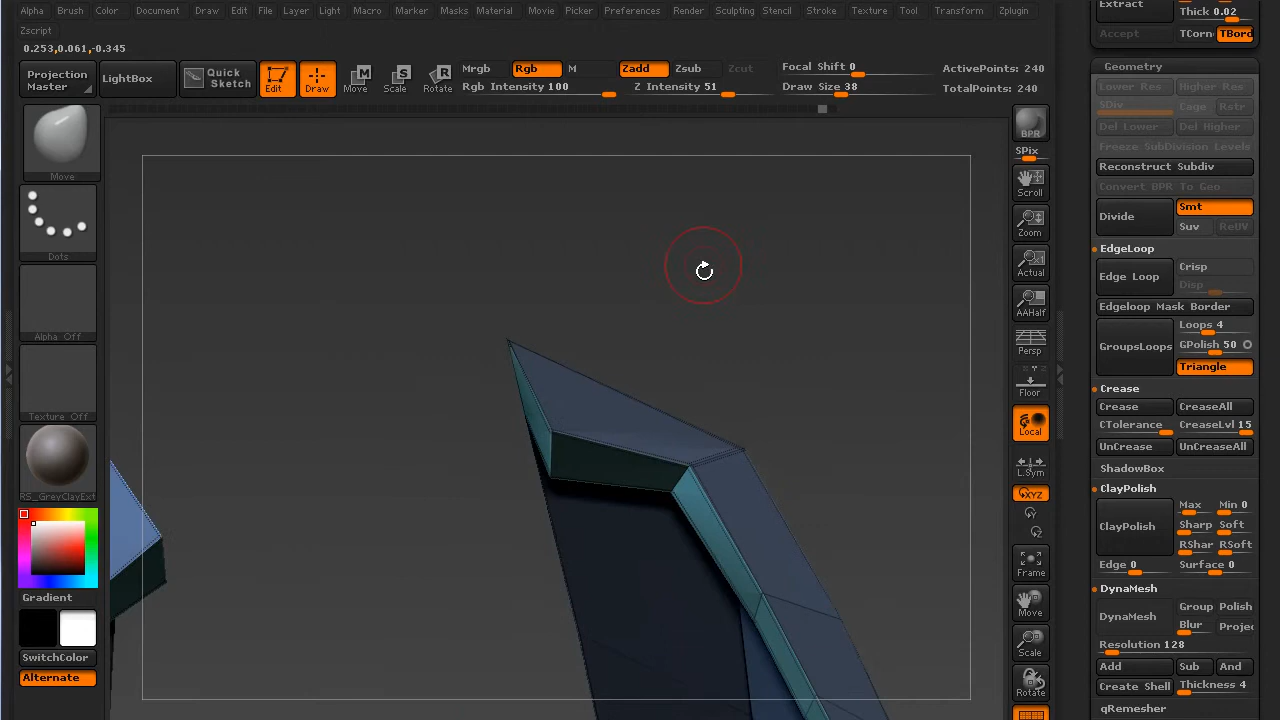 Alpha Brush Color Document Draw Edit File Layer Light Macro Marker Masks Material Movie Picker Preferences Render Sculpting Stencil Stroke Texture Tool Transform Zplugin
Zscript
0.253,0.061,-0.345
Projection Master
LightBox
Quick Sketch
Edit
Draw
Move
Scale
Rotate
Mrgb Rgb M
Rgb Intensity 100
Zadd Zsub Zcut
Z Intensity 51
Focal Shift 0
Draw Size 38
ActivePoints: 240
TotalPoints: 240
Move
Dots
Alpha Off
Texture Off
RS_GreyClayExt
Gradient
SwitchColor
Alternate
BPR
SPix
Scroll
Zoom
Actual
AAHalf
Persp
Floor
Local
L.Sym
XYZ
Y
Z
Frame
Move
Scale
Rotate
Extract Thick 0.02
Accept TCorn TBord
Geometry
Lower Res Higher Res
SDiv Cage Rstr
Del Lower Del Higher
Freeze SubDivision Levels
Reconstruct Subdiv
Convert BPR To Geo
Divide Smt
Suv ReUV
EdgeLoop
Edge Loop Crisp
Disp
Edgeloop Mask Border
GroupsLoops Loops 4
GPolish 50
Triangle
Crease
Crease CreaseAll
CTolerance CreaseLvl 15
UnCrease UnCreaseAll
ShadowBox
ClayPolish
ClayPolish Max Min 0
Sharp Soft
RShar RSoft
Edge 0 Surface 0
DynaMesh
DynaMesh Group Polish
Blur Projec
Resolution 128
Add Sub And
Create Shell Thickness 4
qRemesher